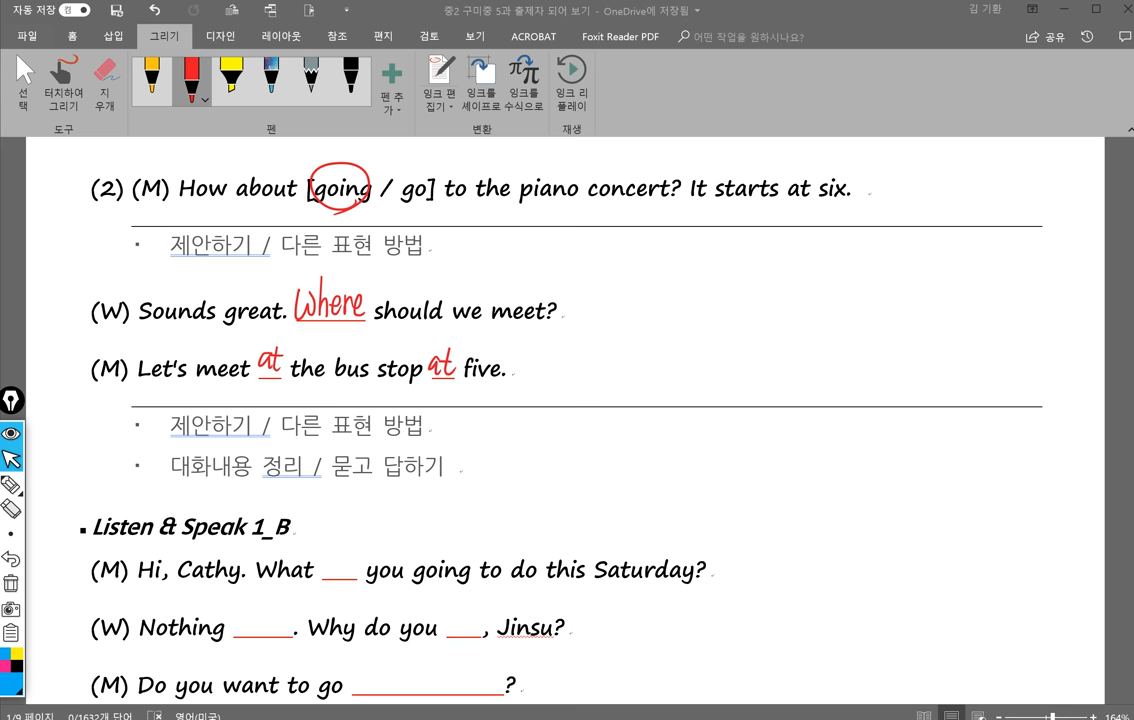 자동 저장 컴 중2 구미중 5과 출제자 되어 보기 - OneDrive에 저장됨 김 기환
파일 홈 삽입 그리기 디자인 레이아웃 참조 편지 검토 보기 ACROBAT Foxit Reader PDF 어떤 작업을 원하시나요? 공유
선택 터치하여 그리기 지우개 펜 추가 잉크 편집기 잉크를 셰이프로 잉크를 수식으로 잉크 리플레이
도구 펜 변환 재생
(2) (M) How about [going / go] to the piano concert? It starts at six.
· 제안하기 / 다른 표현 방법
(W) Sounds great. Where should we meet?
(M) Let's meet at the bus stop at five.
· 제안하기 / 다른 표현 방법
· 대화내용 정리 / 묻고 답하기
▪ Listen & Speak 1_B
(M) Hi, Cathy. What ___ you going to do this Saturday?
(W) Nothing _____. Why do you ___, Jinsu?
(M) Do you want to go _____________?
1/9 페이지 0/1632개 단어 영어(미국) 164%